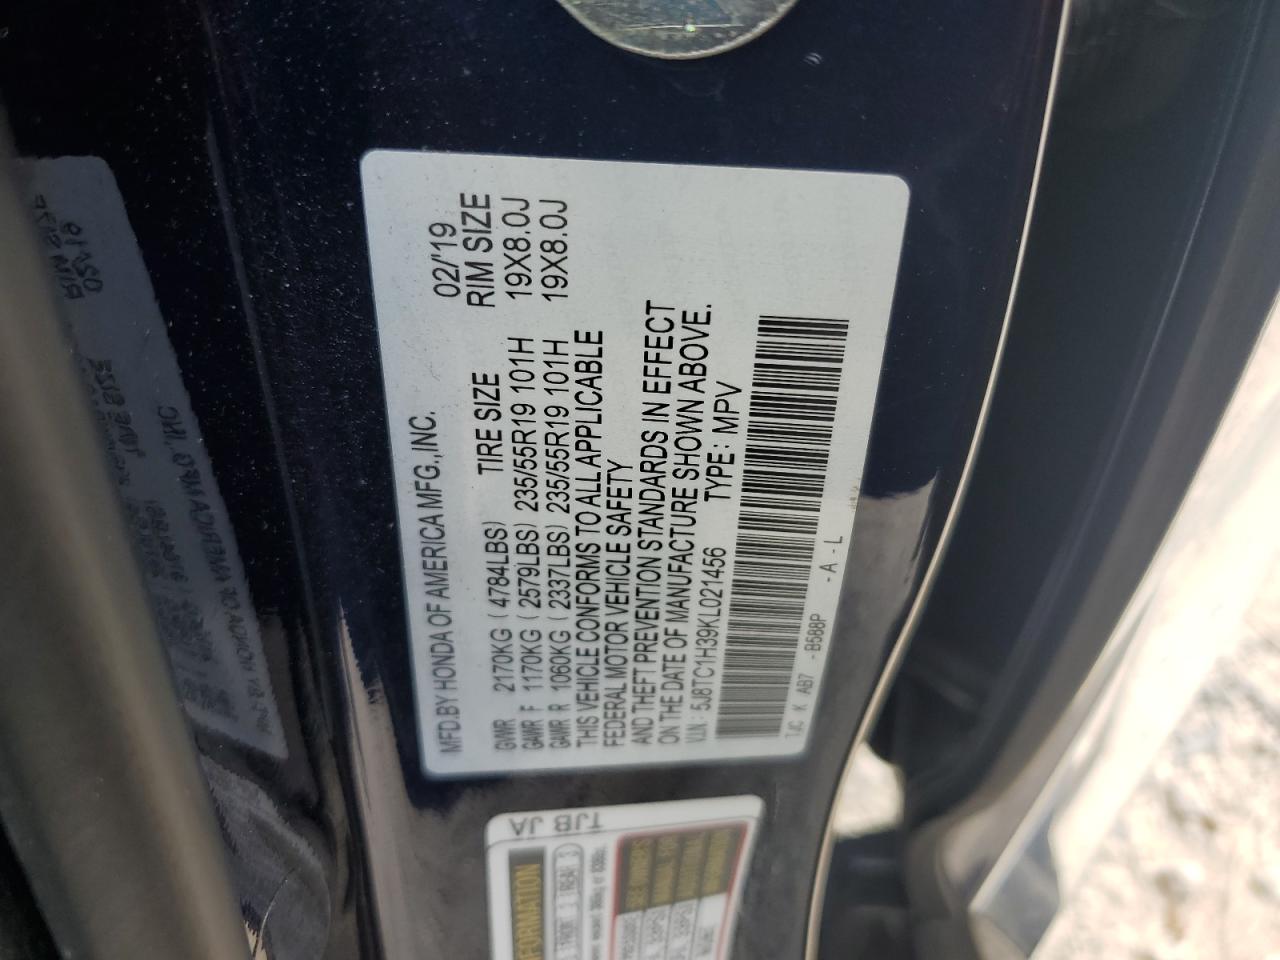 MFD.BY HONDA OF AMERICA MFG.,INC. 02/'19
GVWR 2170KG ( 4784LBS) TIRE SIZE RIM SIZE
GAWR F 1170KG ( 2579LBS) 235/55R19 101H 19X8.0J
GAWR R 1060KG ( 2337LBS) 235/55R19 101H 19X8.0J
THIS VEHICLE CONFORMS TO ALL APPLICABLE
FEDERAL MOTOR VEHICLE SAFETY
AND THEFT PREVENTION STANDARDS IN EFFECT
ON THE DATE OF MANUFACTURE SHOWN ABOVE.
V.I.N.: 5J8TC1H39KL021456 TYPE: MPV
TJC K AB7 -B588P -A-L
TJB JA